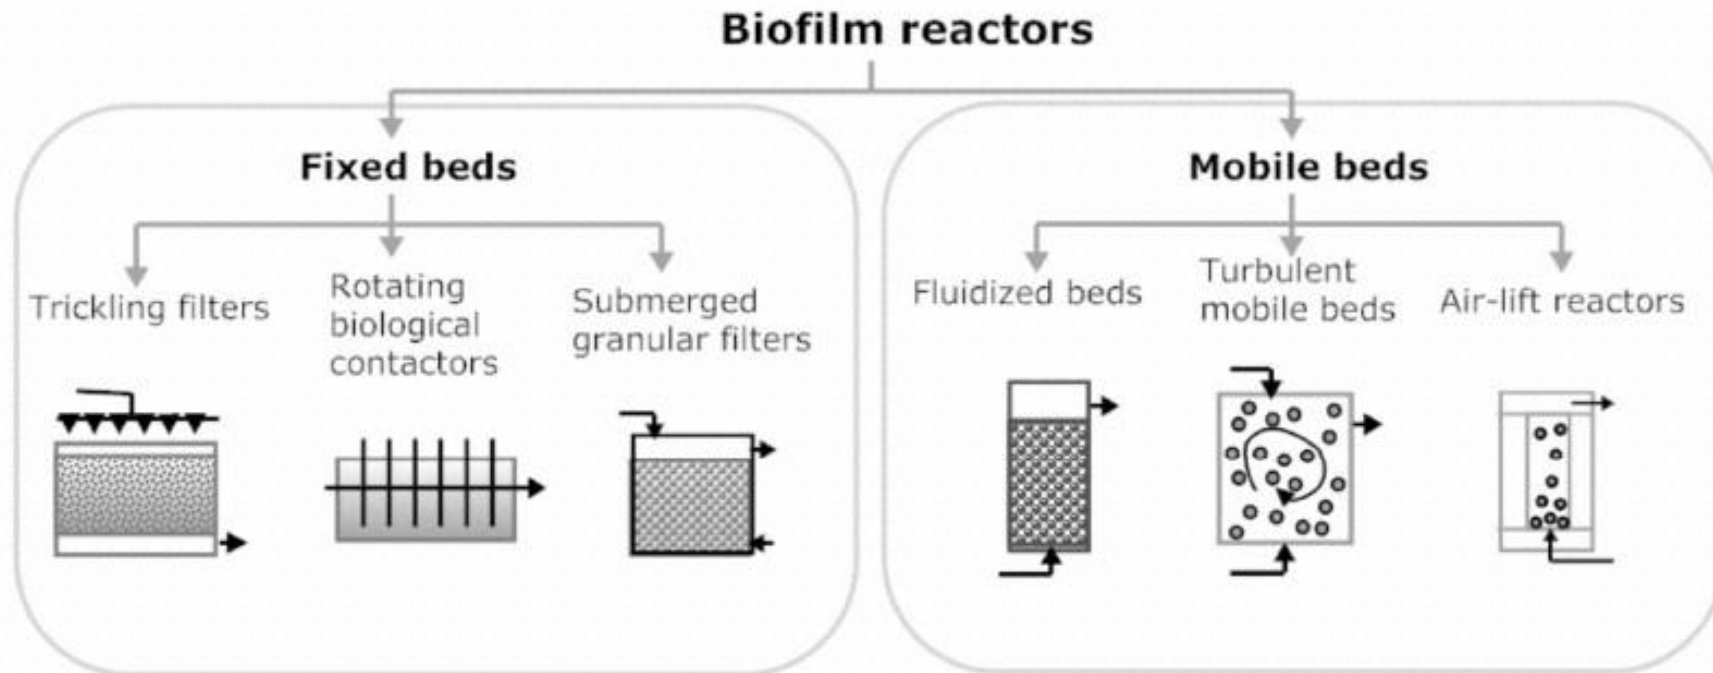 Biofilm reactors
Fixed beds
Mobile beds
Trickling filters
Rotating
biological
contactors
Submerged
granular filters
Fluidized beds
Turbulent
mobile beds
Air-lift reactors